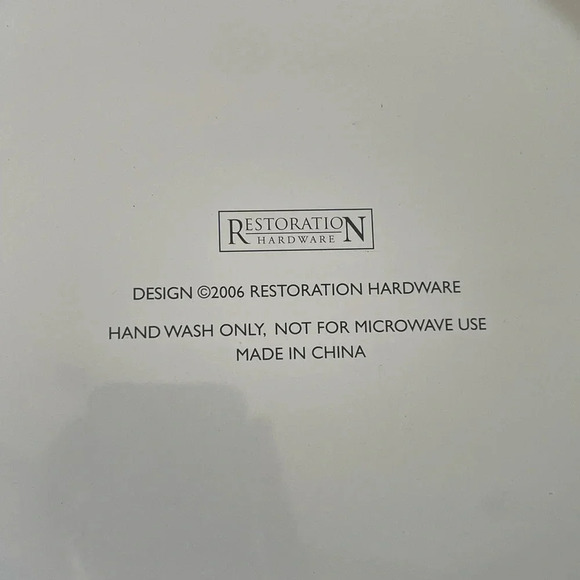 RESTORATION
HARDWARE
DESIGN ©2006 RESTORATION HARDWARE
HAND WASH ONLY, NOT FOR MICROWAVE USE
MADE IN CHINA